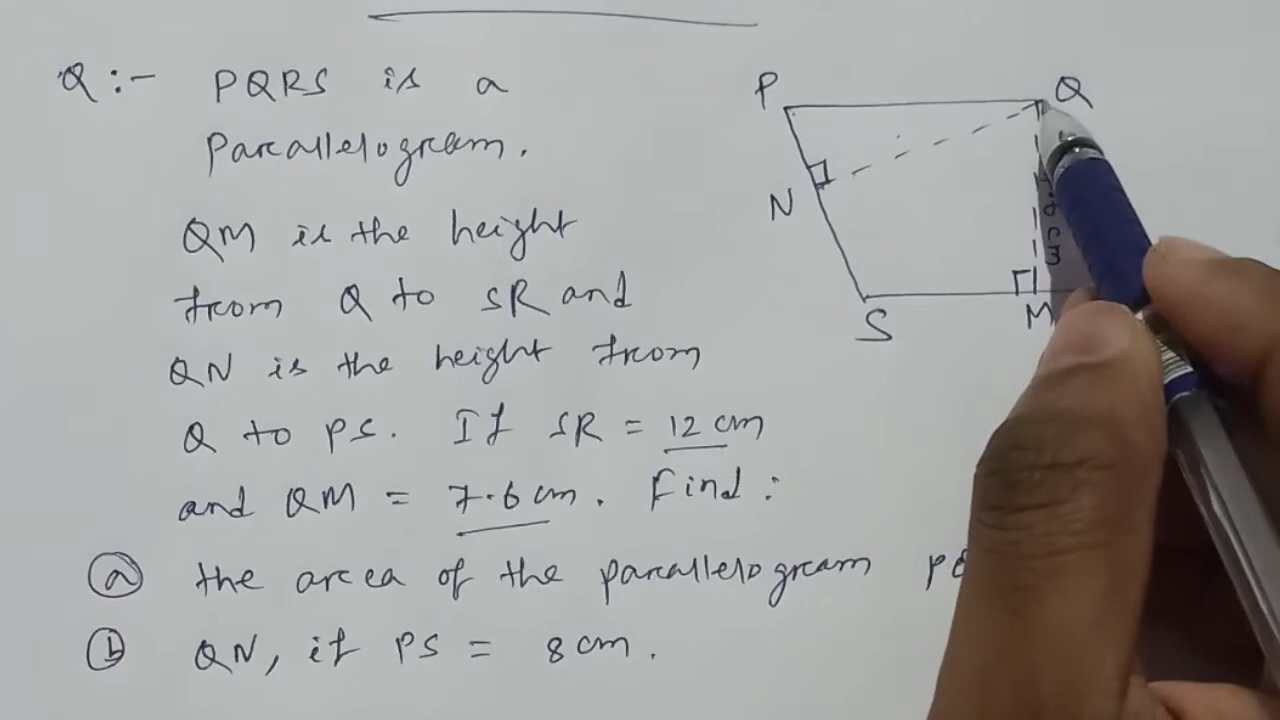 Q :- PQRS is a
parallelogram.
QM is the height
from Q to SR and
QN is the height from
Q to PS. If SR = 12 cm
and QM = 7.6 cm. Find :
(a) the area of the parallelogram
(b) QN, if PS = 8 cm.
P
Q
N
cm
S
M